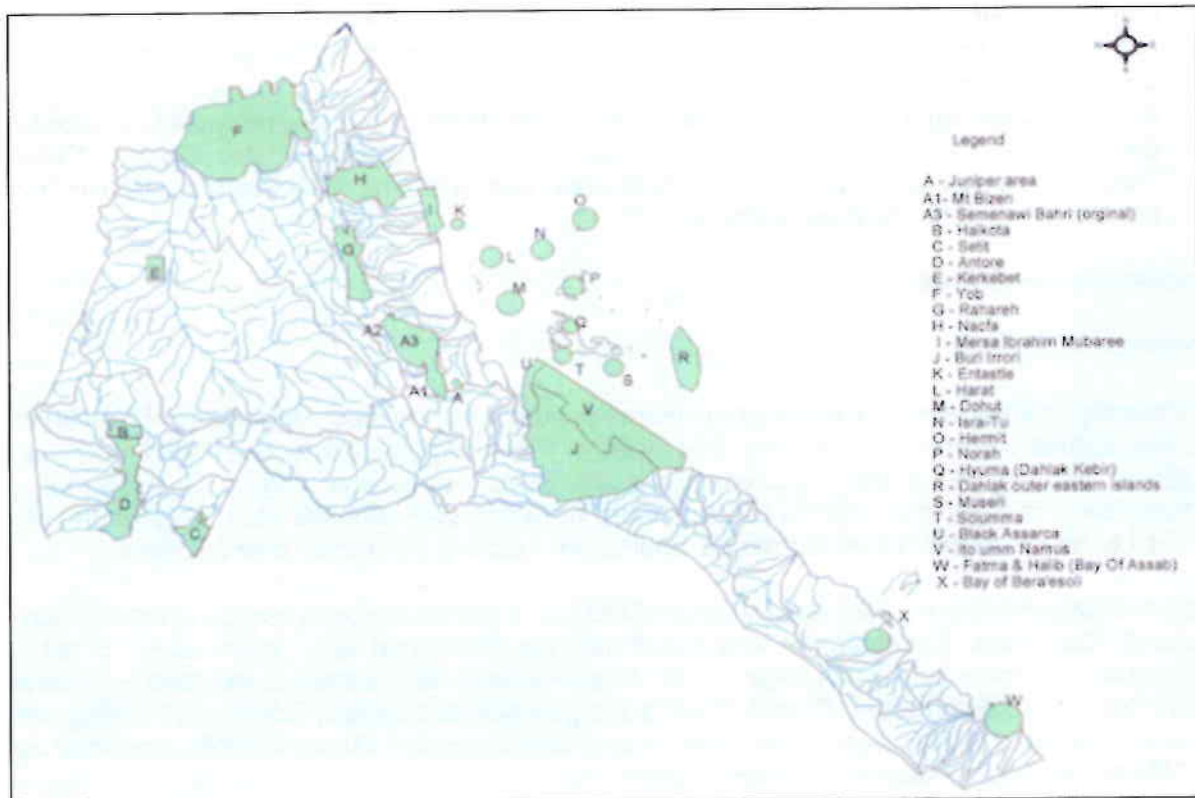 F
Legend
H
A - Juniper area
A1- Mt Bizen
A3 - Semenawi Bahri (orginal)
B - Haikota
C - Setit
D - Antore
E - Kerkebet
F - Yob
G - Rahareh
H - Nacfa
I - Mersa Ibrahim Mubaree
J - Buri Irrori
K - Entastle
L - Harat
M - Dohut
N - Isra-Tu
O - Hermit
P - Norah
Q - Hyuma (Dahlak Kebir)
R - Dahlak outer eastern islands
S - Museri
T - Soumma
U - Black Assarca
V - Ito umm Namus
W - Fatma & Halib (Bay Of Assab)
X - Bay of Bera'esoli
I
K
O
N
G
L
E
P
M
Q
A2
A3
R
U
T
S
A1
A
V
B
J
D
C
X
W